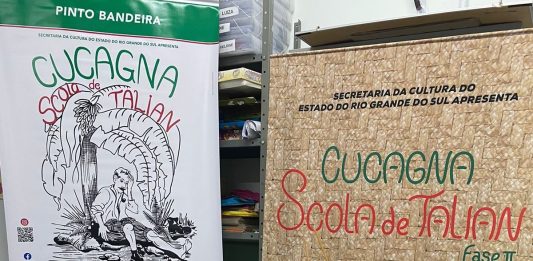 PINTO BANDEIRA
SECRETARIA DA CULTURA DO ESTADO DO RIO GRANDE DO SUL APRESENTA
CUCAGNA
Scola de
TALIAN
LUIZA
SECRETARIA DA CULTURA DO
ESTADO DO RIO GRANDE DO SUL APRESENTA
CUCAGNA
Scola de TALIAN
Fase II